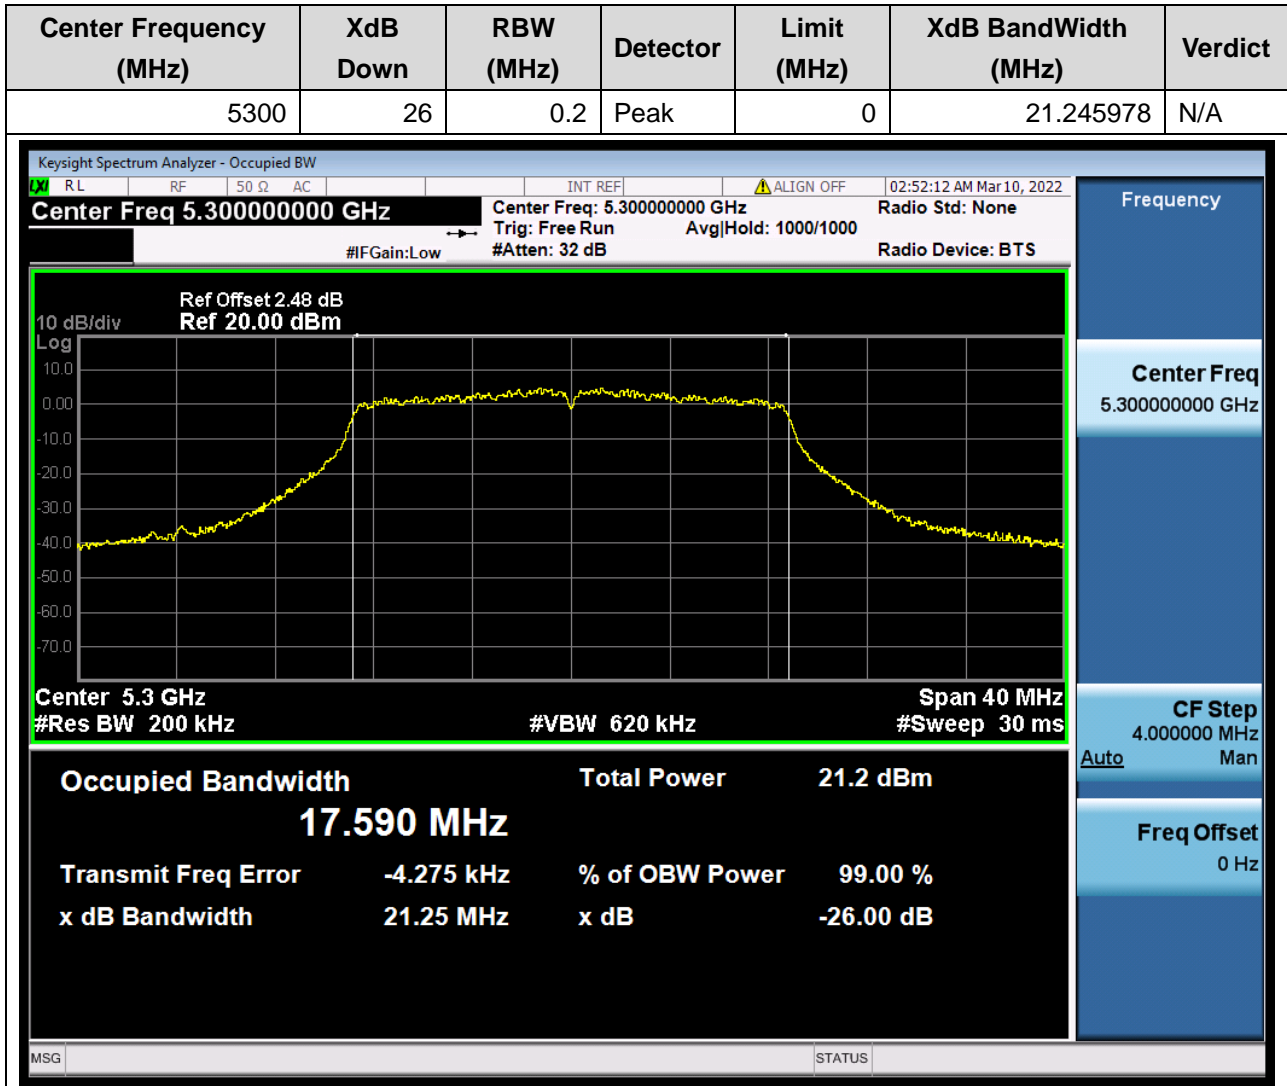 Center Frequency (MHz) XdB Down RBW (MHz) Detector Limit (MHz) XdB BandWidth (MHz) Verdict
5300 26 0.2 Peak 0 21.245978 N/A
Keysight Spectrum Analyzer - Occupied BW
LXI RL RF 50 Ω AC INT REF ALIGN OFF 02:52:12 AM Mar 10, 2022
Center Freq 5.300000000 GHz Center Freq: 5.300000000 GHz Radio Std: None
Trig: Free Run Avg|Hold: 1000/1000
#IFGain:Low #Atten: 32 dB Radio Device: BTS
Frequency
Ref Offset 2.48 dB
10 dB/div Ref 20.00 dBm
Log
10.0
0.00
-10.0
-20.0
-30.0
-40.0
-50.0
-60.0
-70.0
Center 5.3 GHz Span 40 MHz
#Res BW 200 kHz #VBW 620 kHz #Sweep 30 ms
Center Freq
5.300000000 GHz
CF Step
4.000000 MHz
Auto Man
Freq Offset
0 Hz
Occupied Bandwidth Total Power 21.2 dBm
17.590 MHz
Transmit Freq Error -4.275 kHz % of OBW Power 99.00 %
x dB Bandwidth 21.25 MHz x dB -26.00 dB
MSG STATUS